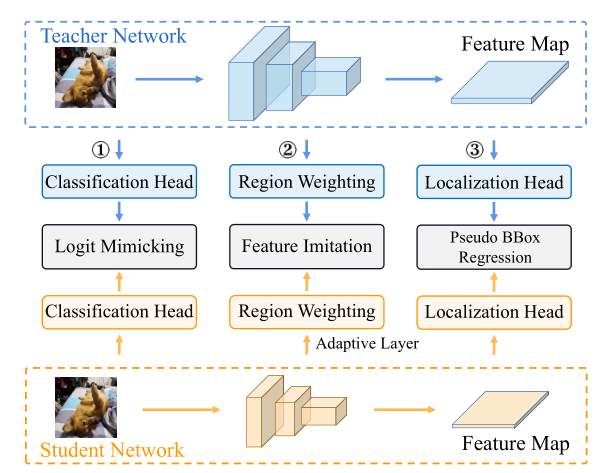 Teacher Network
Feature Map
① ② ③
Classification Head Region Weighting Localization Head
Logit Mimicking Feature Imitation Pseudo BBox
Regression
Classification Head Region Weighting Localization Head
Adaptive Layer
Student Network
Feature Map